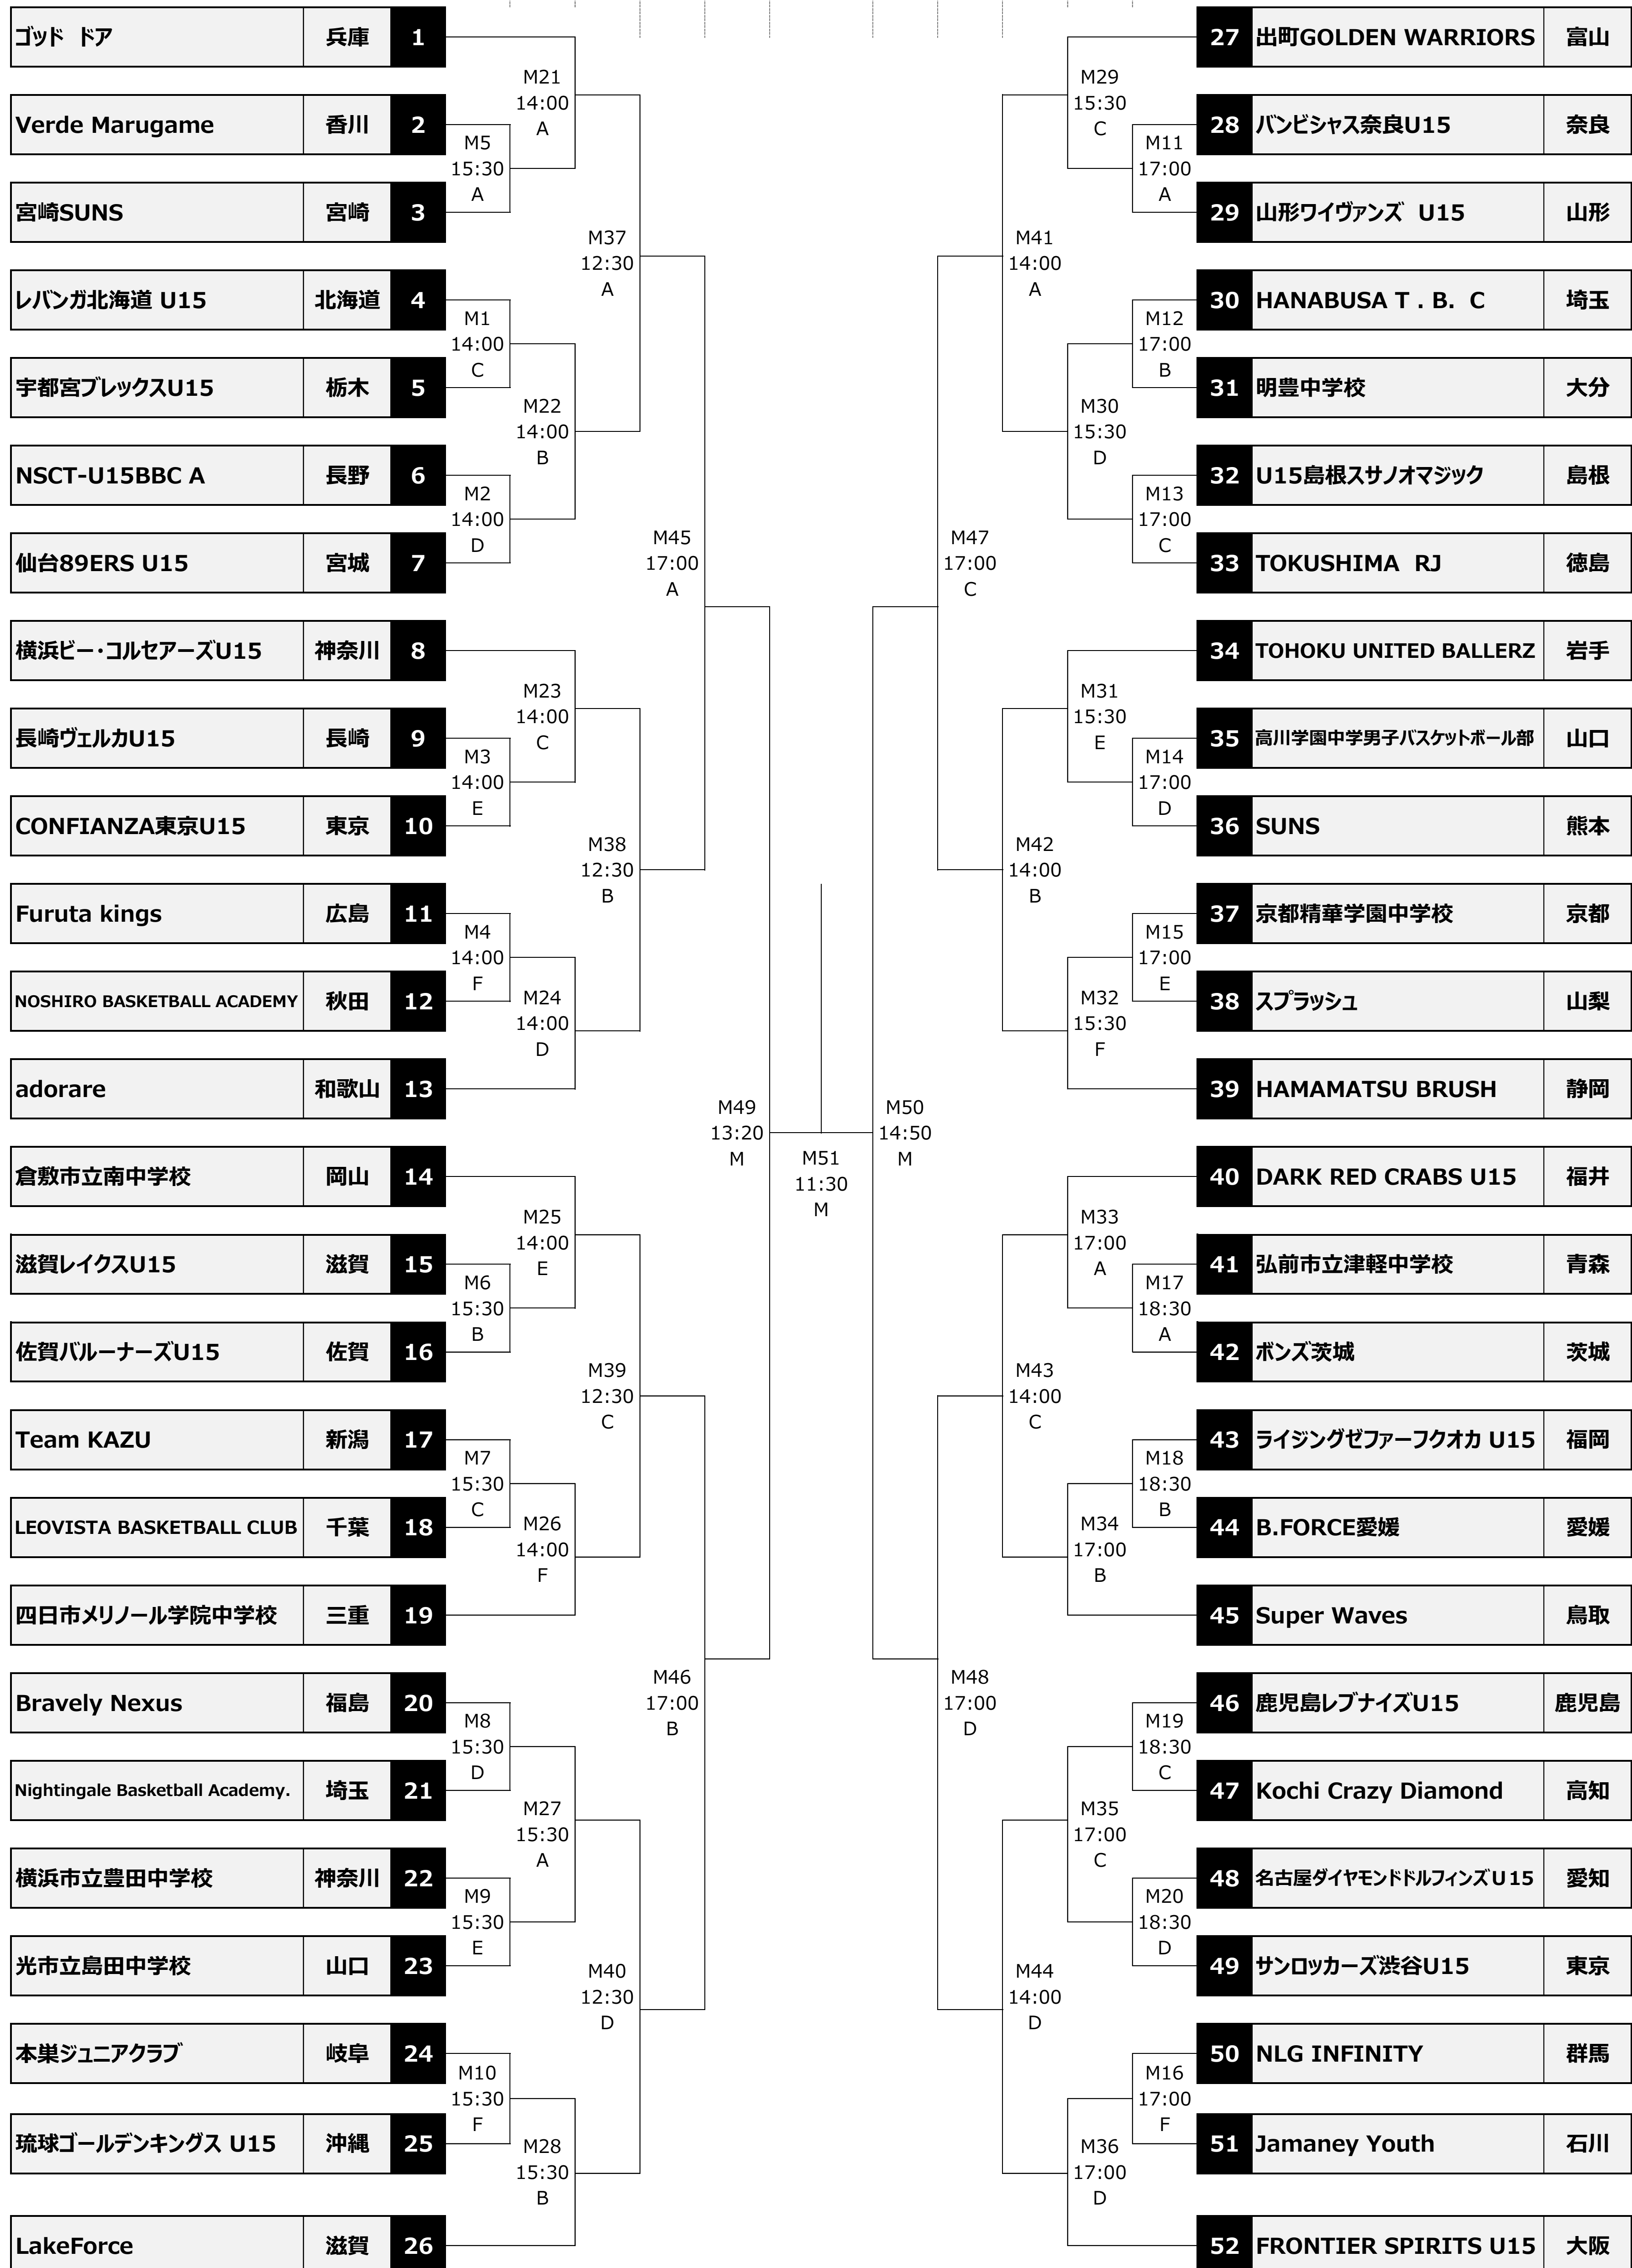 ゴッド ドア 兵庫 1
Verde Marugame 香川 2
宮崎SUNS 宮崎 3
レバンガ北海道 U15 北海道 4
宇都宮ブレックスU15 栃木 5
NSCT-U15BBC A 長野 6
仙台89ERS U15 宮城 7
横浜ビー・コルセアーズU15 神奈川 8
長崎ヴェルカU15 長崎 9
CONFIANZA東京U15 東京 10
Furuta kings 広島 11
NOSHIRO BASKETBALL ACADEMY 秋田 12
adorare 和歌山 13
倉敷市立南中学校 岡山 14
滋賀レイクスU15 滋賀 15
佐賀バルーナーズU15 佐賀 16
Team KAZU 新潟 17
LEOVISTA BASKETBALL CLUB 千葉 18
四日市メリノール学院中学校 三重 19
Bravely Nexus 福島 20
Nightingale Basketball Academy. 埼玉 21
横浜市立豊田中学校 神奈川 22
光市立島田中学校 山口 23
本巣ジュニアクラブ 岐阜 24
琉球ゴールデンキングス U15 沖縄 25
LakeForce 滋賀 26
M5
15:30
A
M1
14:00
C
M2
14:00
D
M3
14:00
E
M4
14:00
F
M6
15:30
B
M7
15:30
C
M8
15:30
D
M9
15:30
E
M10
15:30
F
M21
14:00
A
M22
14:00
B
M23
14:00
C
M24
14:00
D
M25
14:00
E
M26
14:00
F
M27
15:30
A
M28
15:30
B
M37
12:30
A
M38
12:30
B
M39
12:30
C
M40
12:30
D
M45
17:00
A
M46
17:00
B
M49
13:20
M
M51
11:30
M
M50
14:50
M
M47
17:00
C
M48
17:00
D
M41
14:00
A
M42
14:00
B
M43
14:00
C
M44
14:00
D
M29
15:30
C
M30
15:30
D
M31
15:30
E
M32
15:30
F
M33
17:00
A
M34
17:00
B
M35
17:00
C
M36
17:00
D
M11
17:00
A
M12
17:00
B
M13
17:00
C
M14
17:00
D
M15
17:00
E
M17
18:30
A
M18
18:30
B
M19
18:30
C
M20
18:30
D
M16
17:00
F
27 出町GOLDEN WARRIORS 富山
28 バンビシャス奈良U15 奈良
29 山形ワイヴァンズ U15 山形
30 HANABUSA T . B. C 埼玉
31 明豊中学校 大分
32 U15島根スサノオマジック 島根
33 TOKUSHIMA RJ 徳島
34 TOHOKU UNITED BALLERZ 岩手
35 高川学園中学男子バスケットボール部 山口
36 SUNS 熊本
37 京都精華学園中学校 京都
38 スプラッシュ 山梨
39 HAMAMATSU BRUSH 静岡
40 DARK RED CRABS U15 福井
41 弘前市立津軽中学校 青森
42 ボンズ茨城 茨城
43 ライジングゼファーフクオカ U15 福岡
44 B.FORCE愛媛 愛媛
45 Super Waves 鳥取
46 鹿児島レブナイズU15 鹿児島
47 Kochi Crazy Diamond 高知
48 名古屋ダイヤモンドドルフィンズU15 愛知
49 サンロッカーズ渋谷U15 東京
50 NLG INFINITY 群馬
51 Jamaney Youth 石川
52 FRONTIER SPIRITS U15 大阪